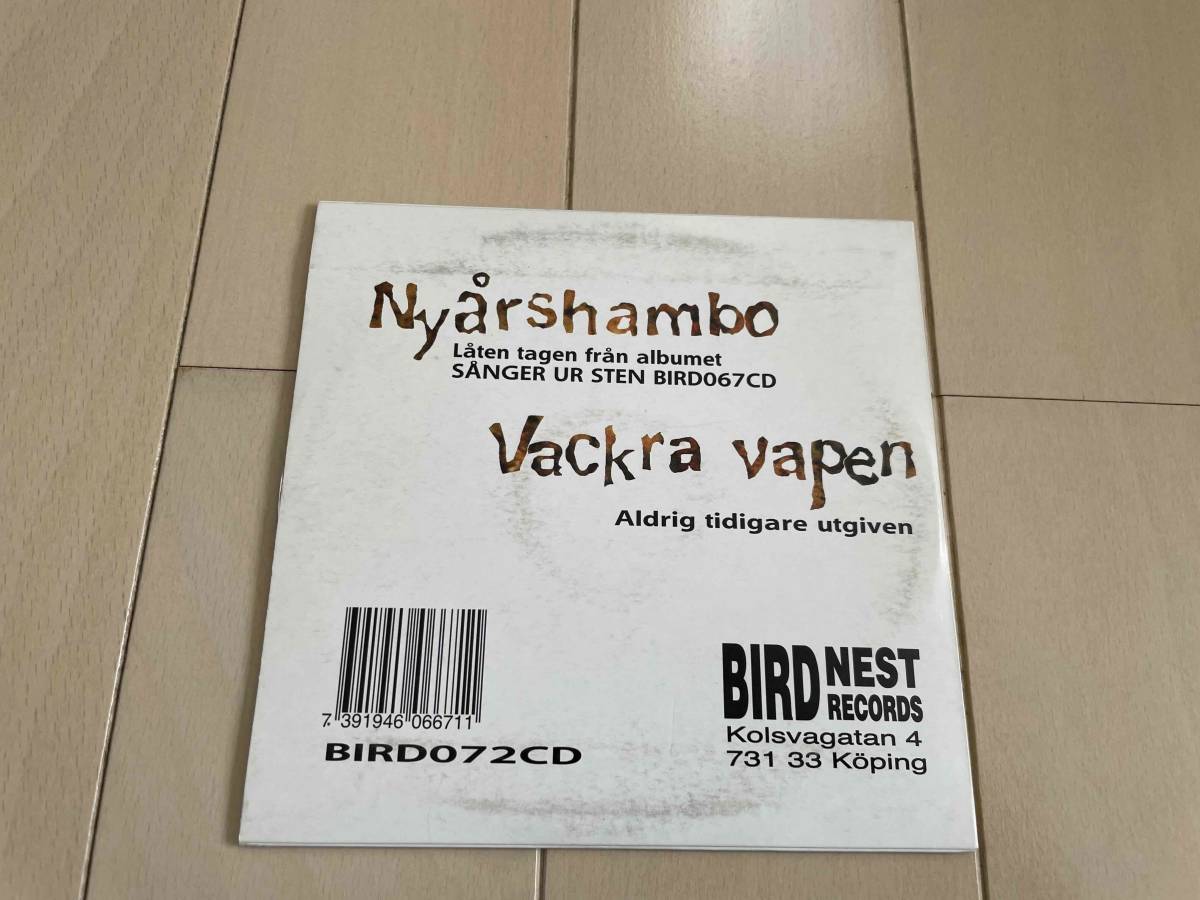 Nyårshambo
Låten tagen från albumet
SÅNGER UR STEN BIRD067CD
Vackra vapen
Aldrig tidigare utgiven
7 391946 066711
BIRD072CD
BIRD NEST
RECORDS
Kolsvagatan 4
731 33 Köping